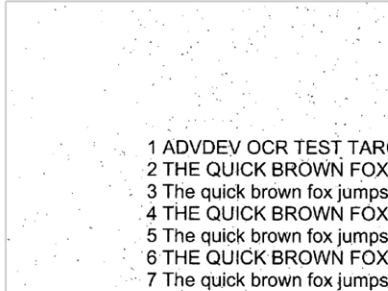 1 ADVDEV OCR TEST
2 THE QUICK BROWN FOX
3 The quick brown fox jumps
4 THE QUICK BROWN FOX
5 The quick brown fox jumps
6 THE QUICK BROWN FOX
7 The quick brown fox jumps